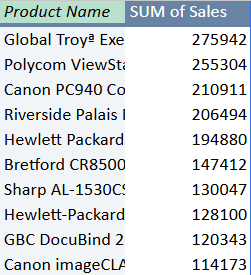 Product Name SUM of Sales
Global Troyª Exe 275942
Polycom ViewSta 255304
Canon PC940 Co 210911
Riverside Palais 206494
Hewlett Packard 194880
Bretford CR8500 147412
Sharp AL-1530CS 130047
Hewlett-Packard 128100
GBC DocuBind 2 120343
Canon imageCLA 114173